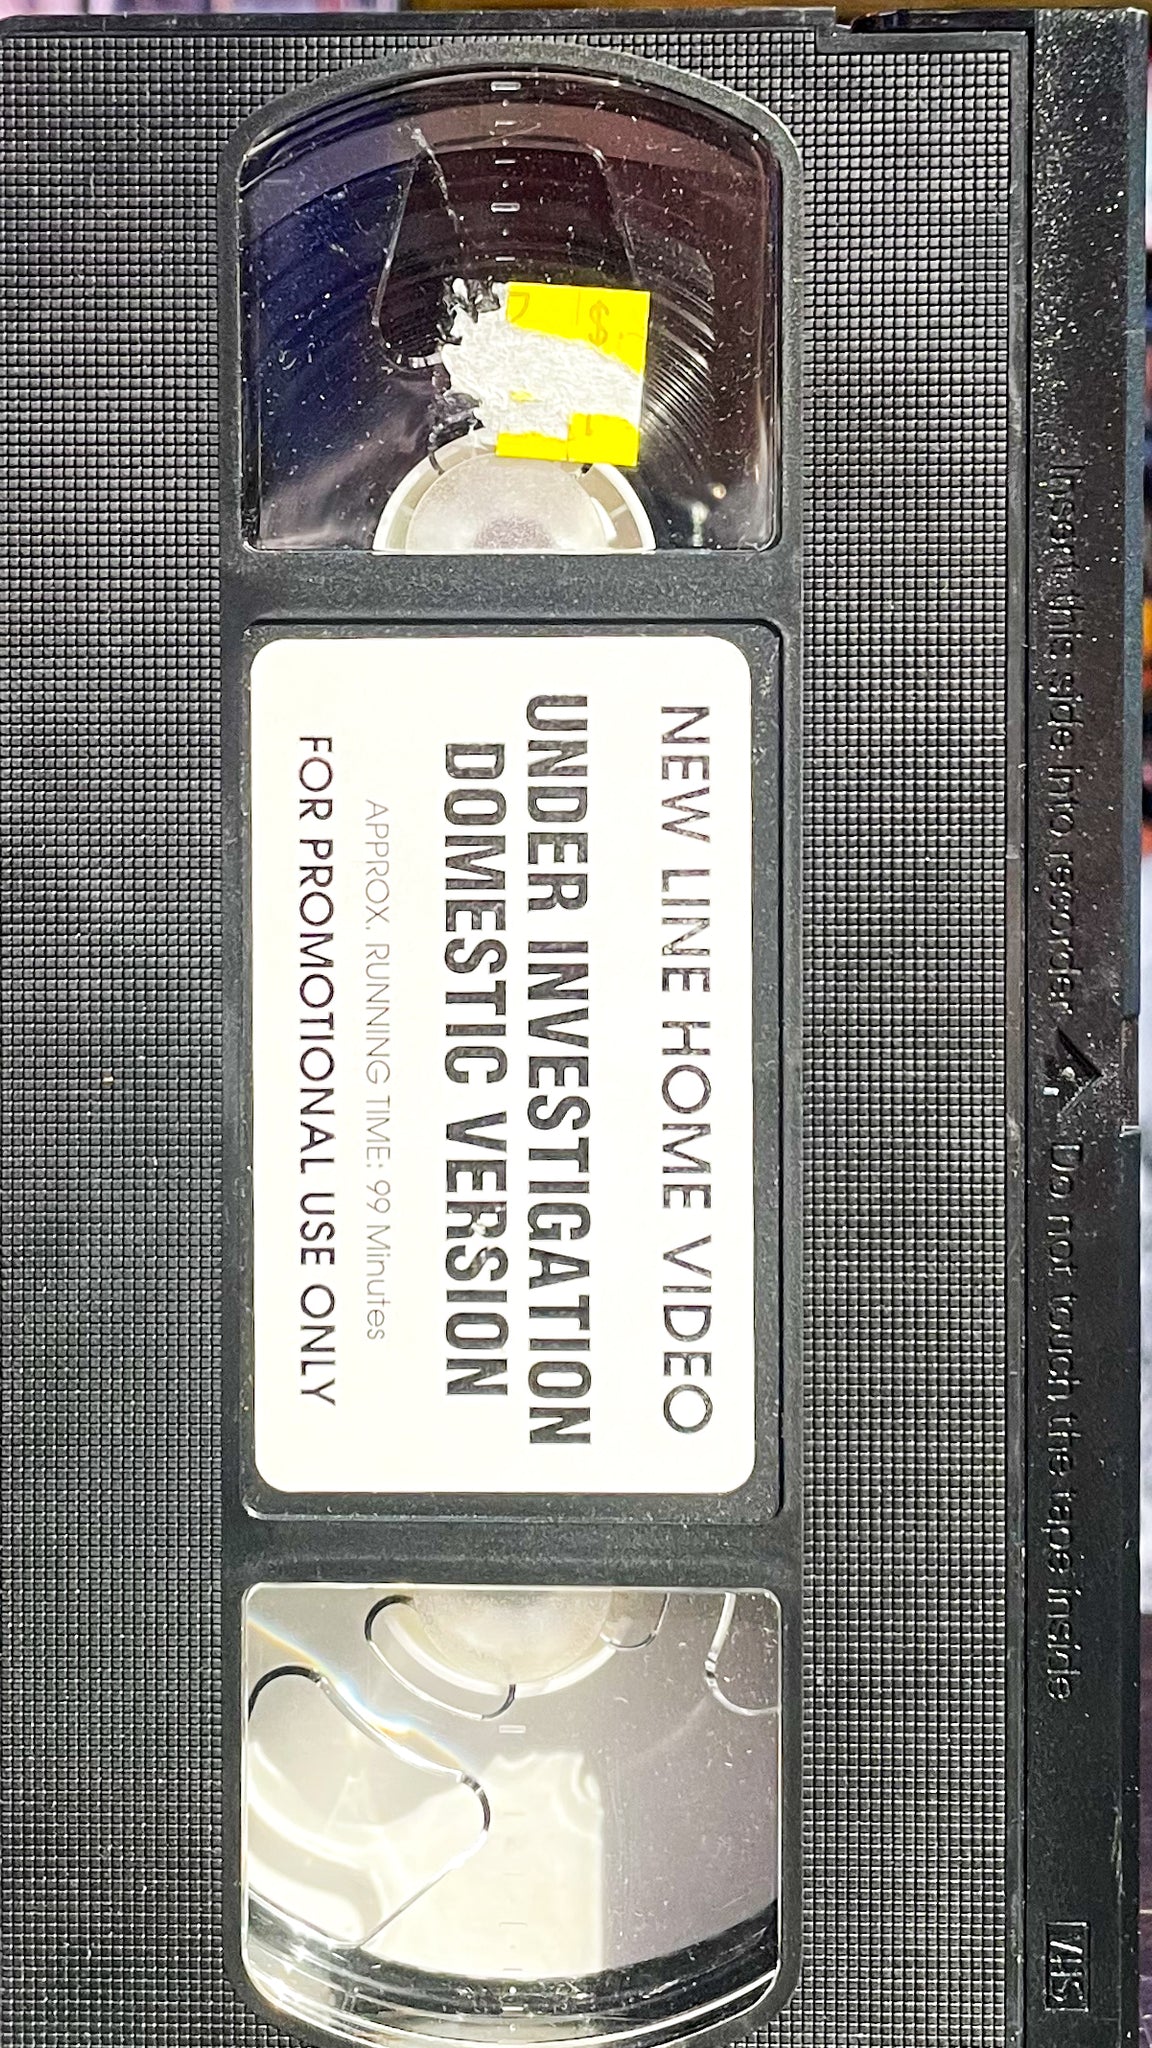 NEW LINE HOME VIDEO
UNDER INVESTIGATION
DOMESTIC VERSION
APPROX. RUNNING TIME: 99 Minutes
FOR PROMOTIONAL USE ONLY
Insert this side into recorder
Do not touch the tape inside
VHS
$